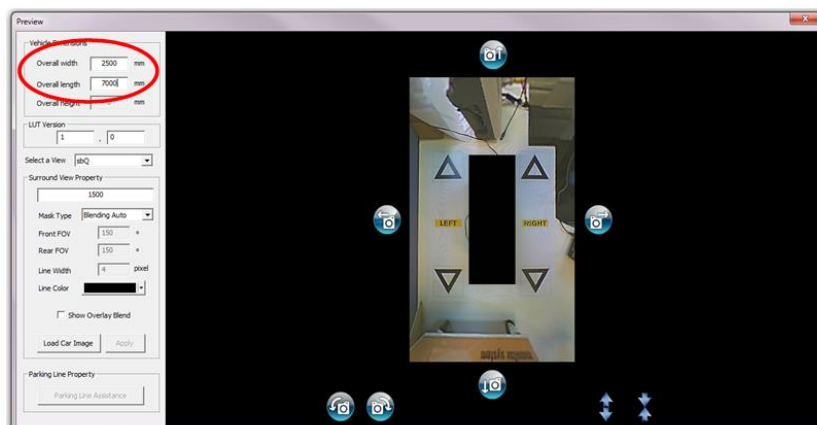 Preview
Vehicle Dimensions
Overall width 2500 mm
Overall length 7000 mm
Overall height mm
LUT Version
1 . 0
Select a View sbQ
Surround View Property
1500
Mask Type Blending Auto
Front FOV 150 °
Rear FOV 150 °
Line Width 4 pixel
Line Color
Show Overlay Blend
Load Car Image Apply
Parking Line Property
Parking Line Assistance
LEFT RIGHT